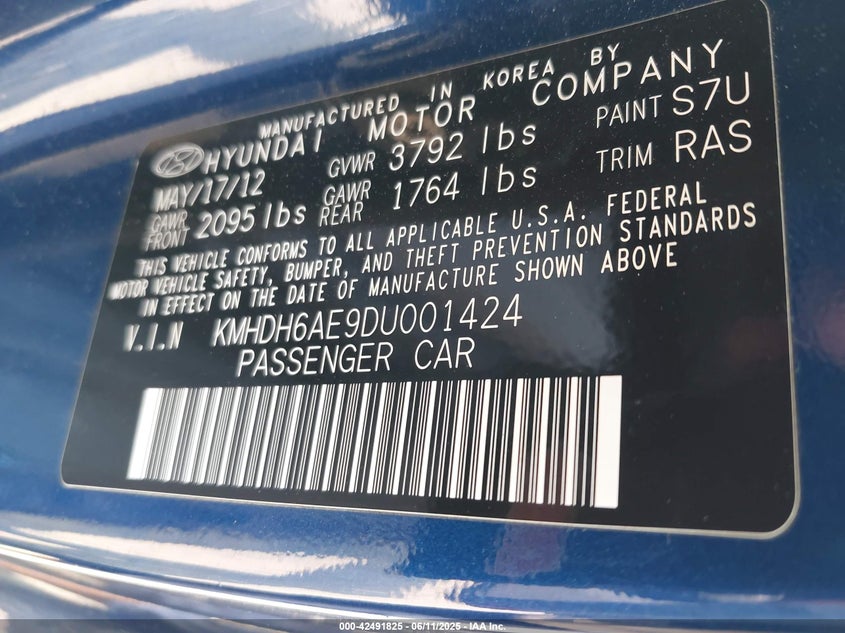 MANUFACTURED IN KOREA BY
HYUNDAI MOTOR COMPANY
MAY/17/12 GVWR 3792 lbs PAINT S7U
GAWR FRONT 2095 lbs GAWR REAR 1764 lbs TRIM RAS
THIS VEHICLE CONFORMS TO ALL APPLICABLE U.S.A. FEDERAL
MOTOR VEHICLE SAFETY, BUMPER, AND THEFT PREVENTION STANDARDS
IN EFFECT ON THE DATE OF MANUFACTURE SHOWN ABOVE
V.I.N KMHDH6AE9DU001424
PASSENGER CAR
000-42491825 - 06/11/2025 - IAA Inc.